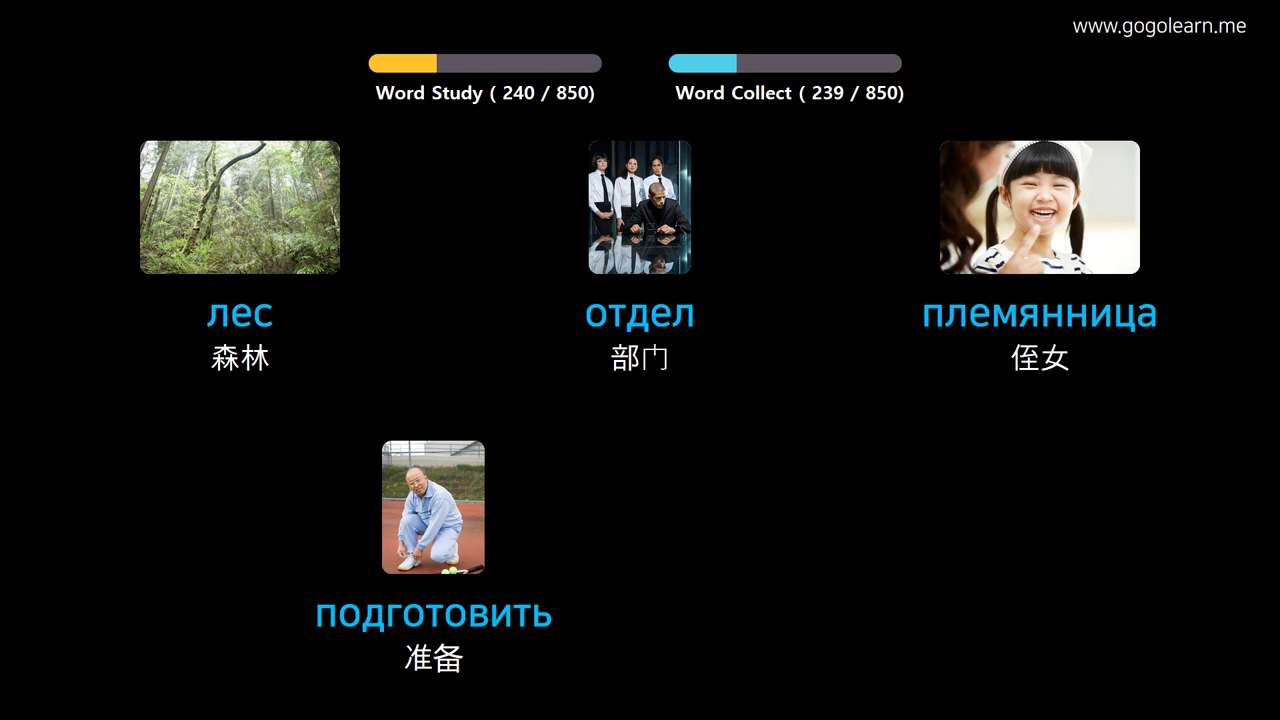 www.gogolearn.me
Word Study ( 240 / 850)
Word Collect ( 239 / 850)
лес
森林
отдел
部门
племянница
侄女
подготовить
准备